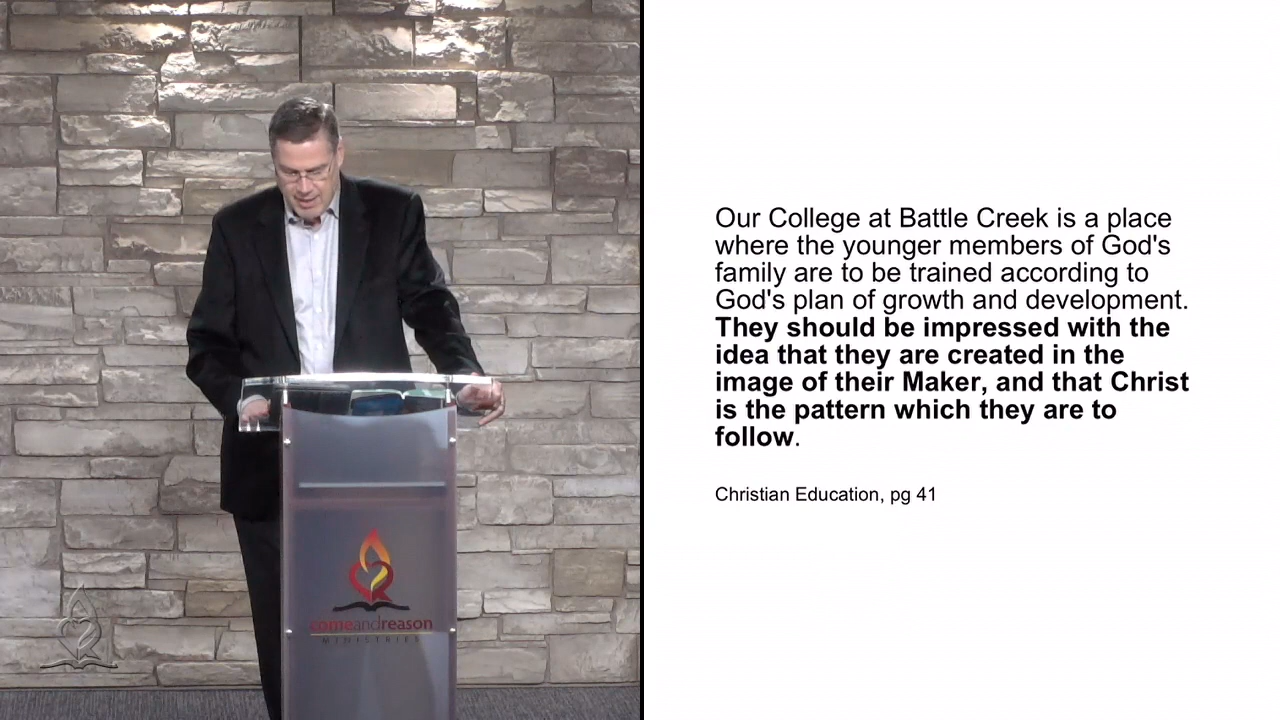 Our College at Battle Creek is a place
where the younger members of God's
family are to be trained according to
God's plan of growth and development.
They should be impressed with the
idea that they are created in the
image of their Maker, and that Christ
is the pattern which they are to
follow.
Christian Education, pg 41
comeandreason
MINISTRIES